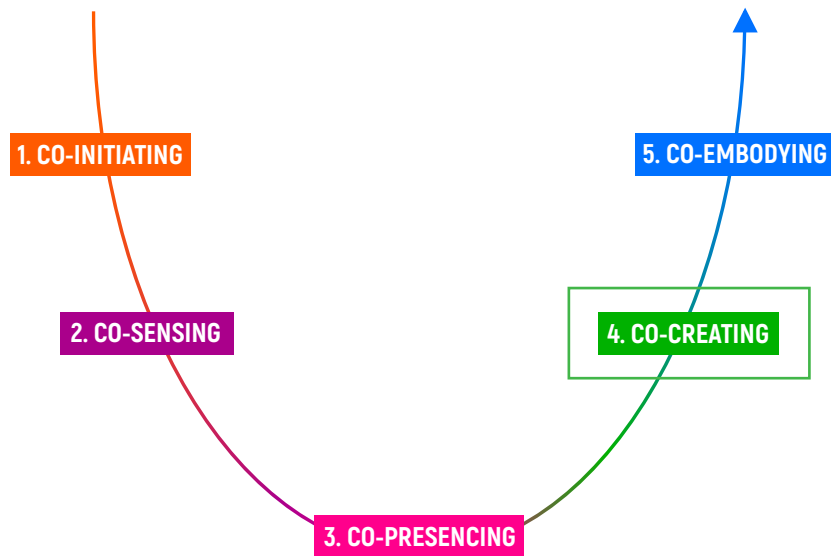 1. CO-INITIATING
2. CO-SENSING
3. CO-PRESENCING
4. CO-CREATING
5. CO-EMBODYING